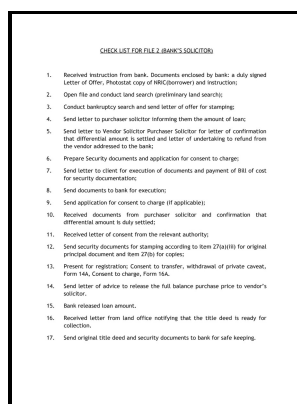 CHECK LIST FOR FILE 2 (BANK'S SOLICITOR)
1. Received instruction from bank. Documents enclosed by bank: a duly signed
Letter of Offer, Photostat copy of NRIC(borrower) and instruction;
2. Open file and conduct land search (preliminary land search);
3. Conduct bankruptcy search and send letter of offer for stamping;
4. Send letter to purchaser solicitor informing them the amount of loan;
5. Send letter to Vendor Solicitor Purchaser Solicitor for letter of confirmation
that differential amount is settled and letter of undertaking to refund from
the vendor addressed to the bank;
6. Prepare Security documents and application for consent to charge;
7. Send letter to client for execution of documents and payment of Bill of cost
for security documentation;
8. Send documents to bank for execution;
9. Send application for consent to charge (if applicable);
10. Received documents from purchaser solicitor and confirmation that
differential amount is duly settled;
11. Received letter of consent from the relevant authority;
12. Send security documents for stamping according to item 27(a)(iii) for original
principal document and item 27(b) for copies;
13. Present for registration; Consent to transfer, withdrawal of private caveat,
Form 14A, Consent to charge, Form 16A.
14. Send letter of advice to release the full balance purchase price to vendor's
solicitor.
15. Bank released loan amount.
16. Received letter from land office notifying that the title deed is ready for
collection.
17. Send original title deed and security documents to bank for safe keeping.